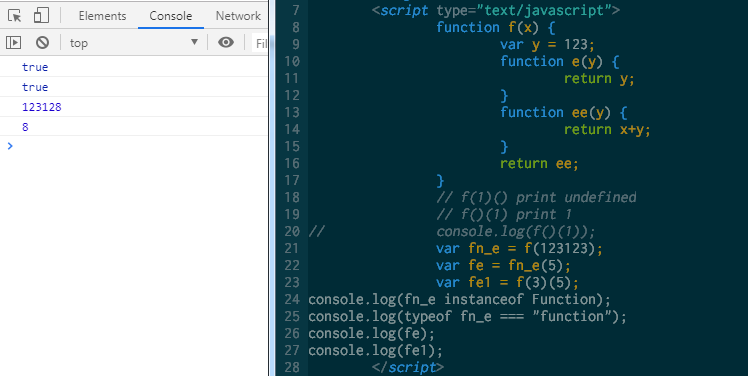 Elements Console Network
top Fil
true
true
123128
8
>
7 <script type="text/javascript">
8 function f(x) {
9 var y = 123;
10 function e(y) {
11 return y;
12 }
13 function ee(y) {
14 return x+y;
15 }
16 return ee;
17 }
18 // f(1)() print undefined
19 // f()(1) print 1
20 // console.log(f()(1));
21 var fn_e = f(123123);
22 var fe = fn_e(5);
23 var fe1 = f(3)(5);
24 console.log(fn_e instanceof Function);
25 console.log(typeof fn_e === "function");
26 console.log(fe);
27 console.log(fe1);
28 </script>